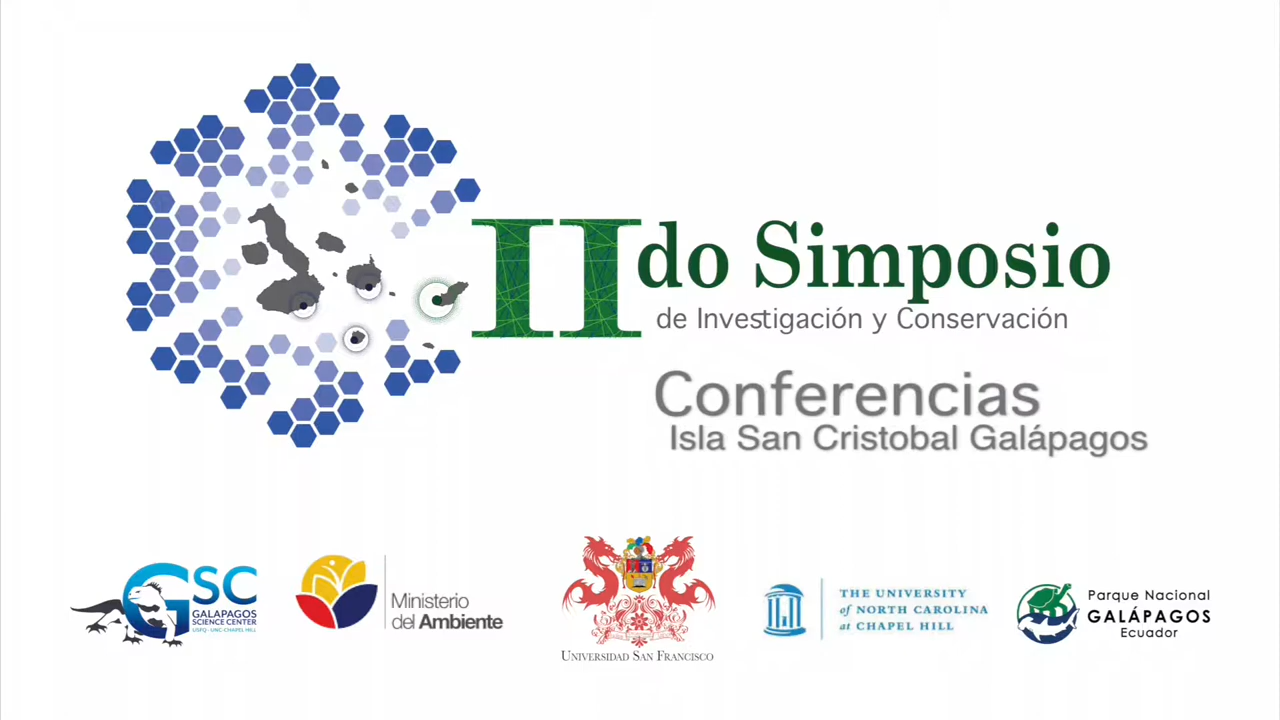 IIdo Simposio
de Investigación y Conservación
Conferencias
Isla San Cristobal Galápagos
GSC
GALAPAGOS
SCIENCE CENTER
USFQ - UNC-CHAPEL HILL
Ministerio
del Ambiente
UNIVERSIDAD SAN FRANCISCO
THE UNIVERSITY
of NORTH CAROLINA
at CHAPEL HILL
Parque Nacional
GALÁPAGOS
Ecuador